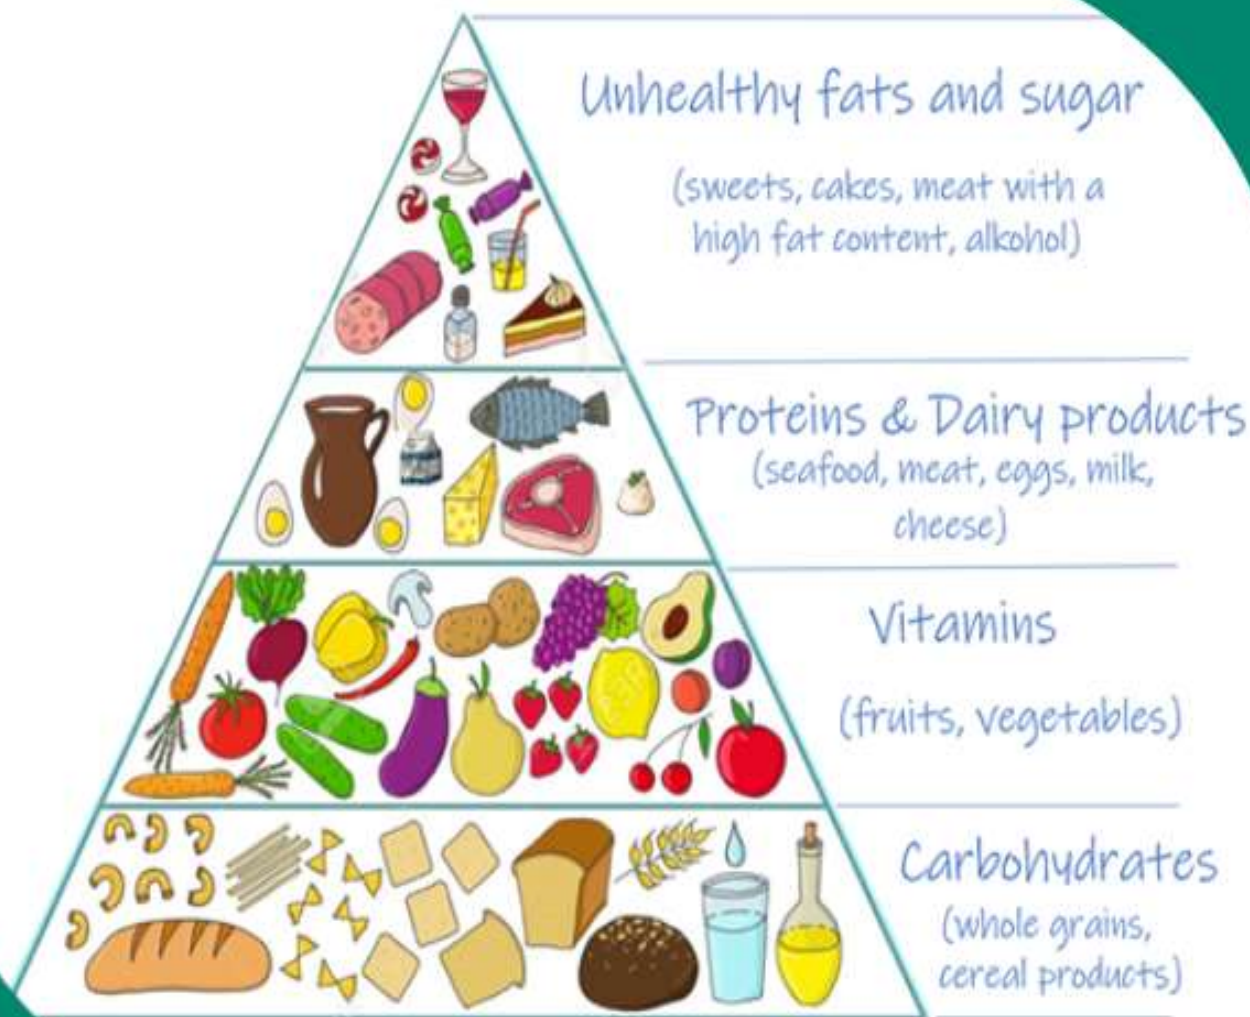 Unhealthy fats and sugar
(sweets, cakes, meat with a
high fat content, alkohol)
Proteins & Dairy products
(seafood, meat, eggs, milk,
cheese)
Vitamins
(fruits, vegetables)
Carbohydrates
(whole grains,
cereal products)